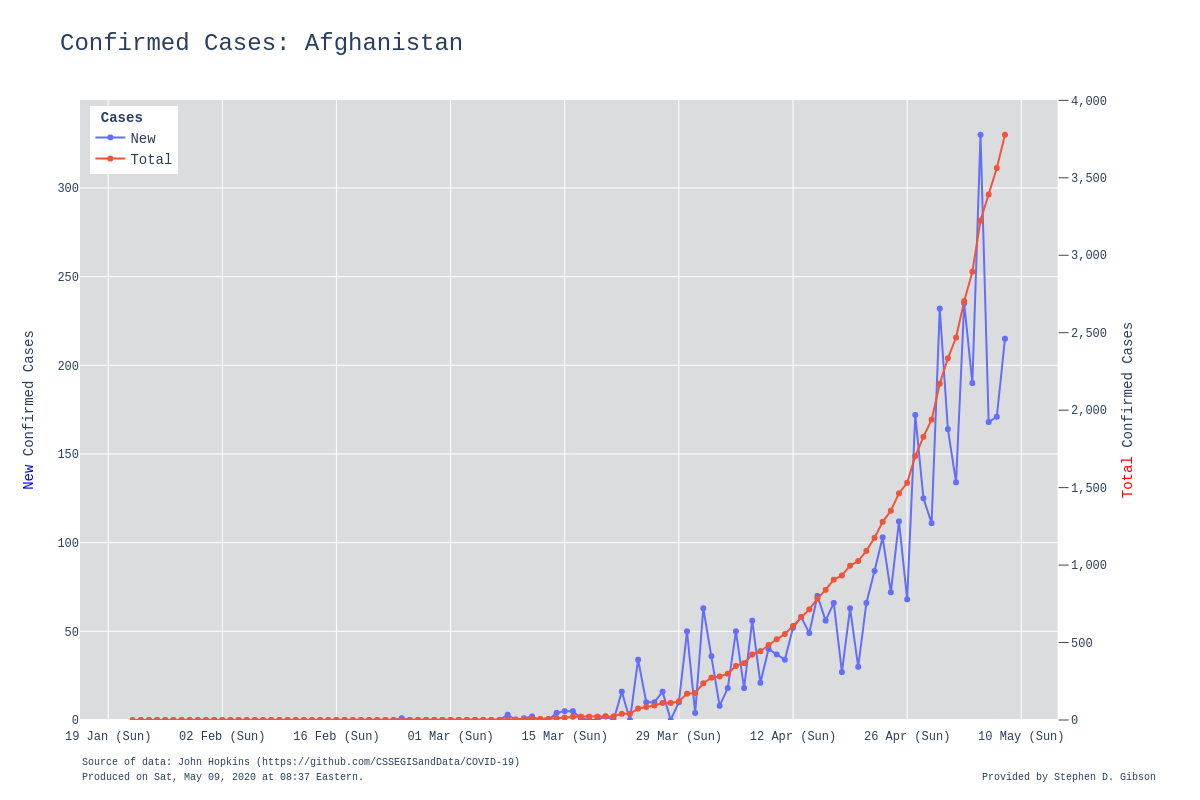 Confirmed Cases: Afghanistan
Cases
New
Total
300
250
200
150
100
50
0
4,000
3,500
3,000
2,500
2,000
1,500
1,000
500
0
New Confirmed Cases
Total Confirmed Cases
19 Jan (Sun) 02 Feb (Sun) 16 Feb (Sun) 01 Mar (Sun) 15 Mar (Sun) 29 Mar (Sun) 12 Apr (Sun) 26 Apr (Sun) 10 May (Sun)
Source of data: John Hopkins (https://github.com/CSSEGISandData/COVID-19)
Produced on Sat, May 09, 2020 at 08:37 Eastern.
Provided by Stephen D. Gibson